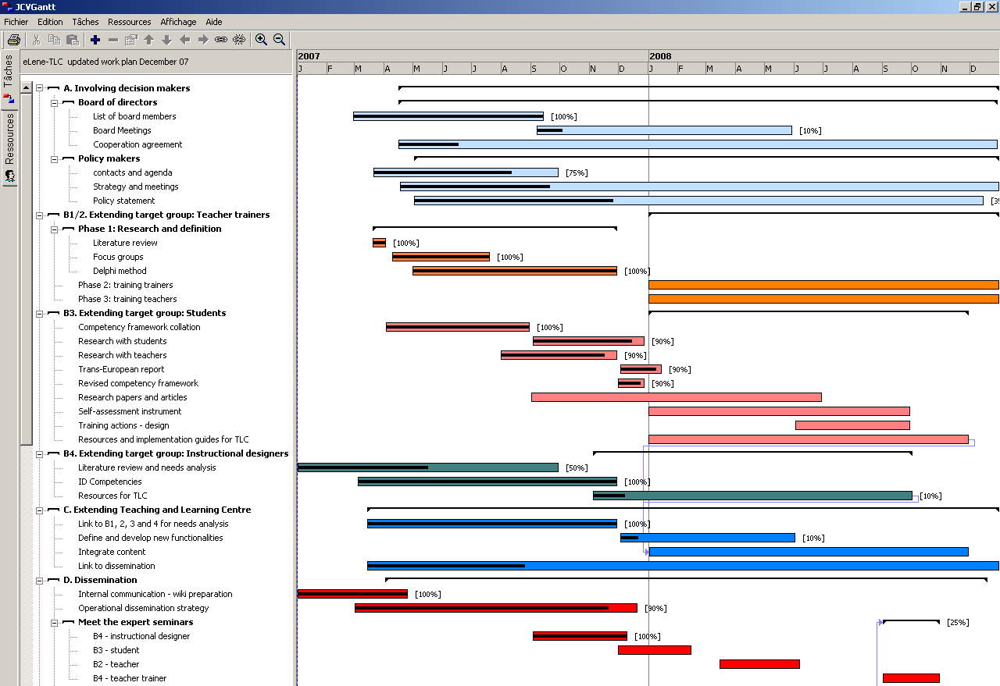 JCVGantt
Fichier Edition Tâches Ressources Affichage Aide
Tâches
Ressources
eLene-TLC updated work plan December 07
2007 2008
J F M A M J J A S O N D J F M A M J J A S O N D
A. Involving decision makers
Board of directors
List of board members [100%]
Board Meetings [10%]
Cooperation agreement
Policy makers
contacts and agenda [75%]
Strategy and meetings
Policy statement
B1/2. Extending target group: Teacher trainers
Phase 1: Research and definition
Literature review [100%]
Focus groups [100%]
Delphi method [100%]
Phase 2: training trainers
Phase 3: training teachers
B3. Extending target group: Students
Competency framework collation [100%]
Research with students [90%]
Research with teachers [90%]
Trans-European report [90%]
Revised competency framework [90%]
Research papers and articles
Self-assessment instrument
Training actions - design
Resources and implementation guides for TLC
B4. Extending target group: Instructional designers
Literature review and needs analysis [50%]
ID Competencies [100%]
Resources for TLC [10%]
C. Extending Teaching and Learning Centre
Link to B1, 2, 3 and 4 for needs analysis [100%]
Define and develop new functionalities [10%]
Integrate content
Link to dissemination
D. Dissemination
Internal communication - wiki preparation [100%]
Operational dissemination strategy [90%]
Meet the expert seminars [25%]
B4 - instructional designer [100%]
B3 - student
B2 - teacher
B4 - teacher trainer